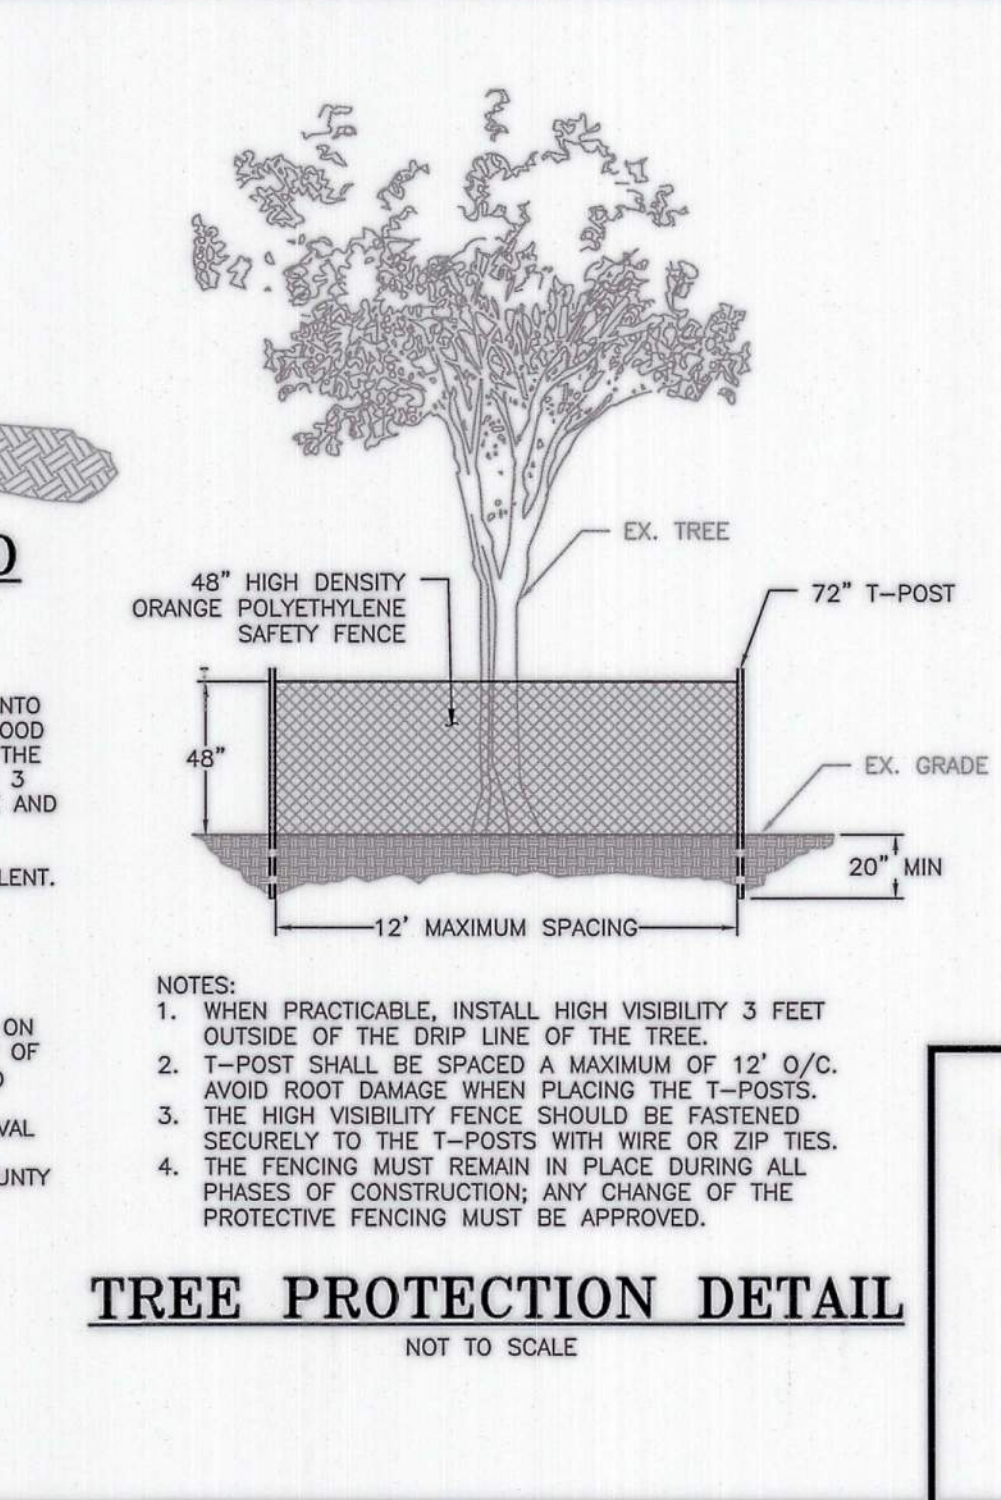 EX. TREE
48" HIGH DENSITY
ORANGE POLYETHYLENE
SAFETY FENCE
72" T-POST
48"
EX. GRADE
20" MIN
12' MAXIMUM SPACING
NOTES:
1. WHEN PRACTICABLE, INSTALL HIGH VISIBILITY 3 FEET
OUTSIDE OF THE DRIP LINE OF THE TREE.
2. T-POST SHALL BE SPACED A MAXIMUM OF 12' O/C.
AVOID ROOT DAMAGE WHEN PLACING THE T-POSTS.
3. THE HIGH VISIBILITY FENCE SHOULD BE FASTENED
SECURELY TO THE T-POSTS WITH WIRE OR ZIP TIES.
4. THE FENCING MUST REMAIN IN PLACE DURING ALL
PHASES OF CONSTRUCTION; ANY CHANGE OF THE
PROTECTIVE FENCING MUST BE APPROVED.
TREE PROTECTION DETAIL
NOT TO SCALE
THE
3
AND
ON
OF